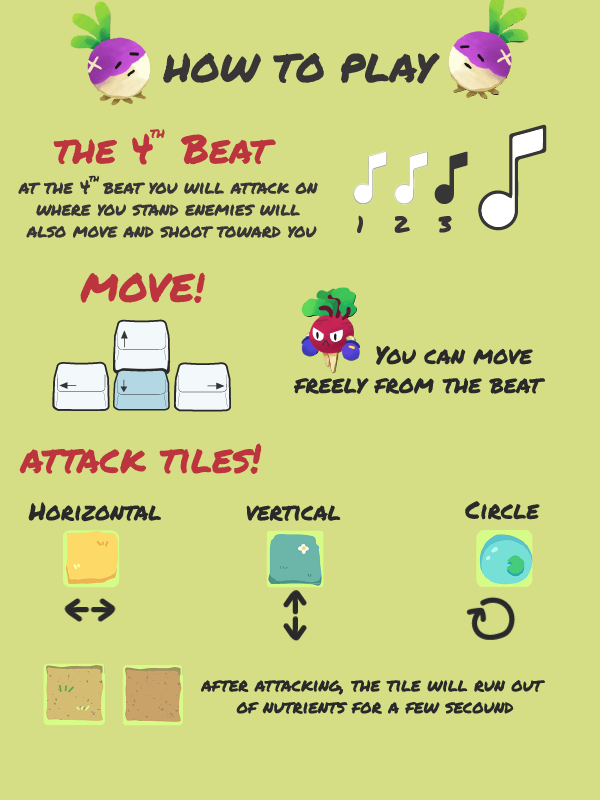 HOW TO PLAY
THE 4TH BEAT
AT THE 4TH BEAT YOU WILL ATTACK ON
WHERE YOU STAND ENEMIES WILL
ALSO MOVE AND SHOOT TOWARD YOU
1 2 3
MOVE!
YOU CAN MOVE
FREELY FROM THE BEAT
ATTACK TILES!
HORIZONTAL VERTICAL CIRCLE
AFTER ATTACKING, THE TILE WILL RUN OUT
OF NUTRIENTS FOR A FEW SECOUND